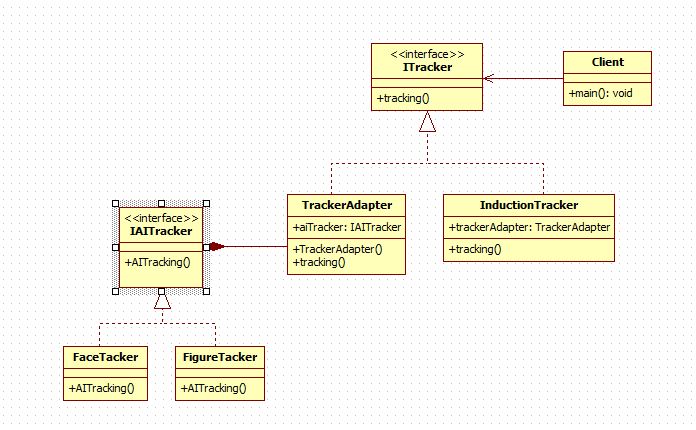 <<interface>>
ITracker
+tracking()
Client
+main(): void
<<interface>>
IAITracker
+AITracking()
TrackerAdapter
+aiTracker: IAITracker
+TrackerAdapter()
+tracking()
InductionTracker
+trackerAdapter: TrackerAdapter
+tracking()
FaceTacker
+AITracking()
FigureTacker
+AITracking()